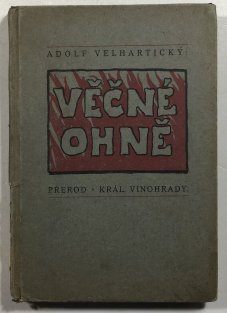 ADOLF VELHARTICKÝ:
VĚČNÉ
OHNĚ
PŘEROD • KRÁL. VINOHRADY.